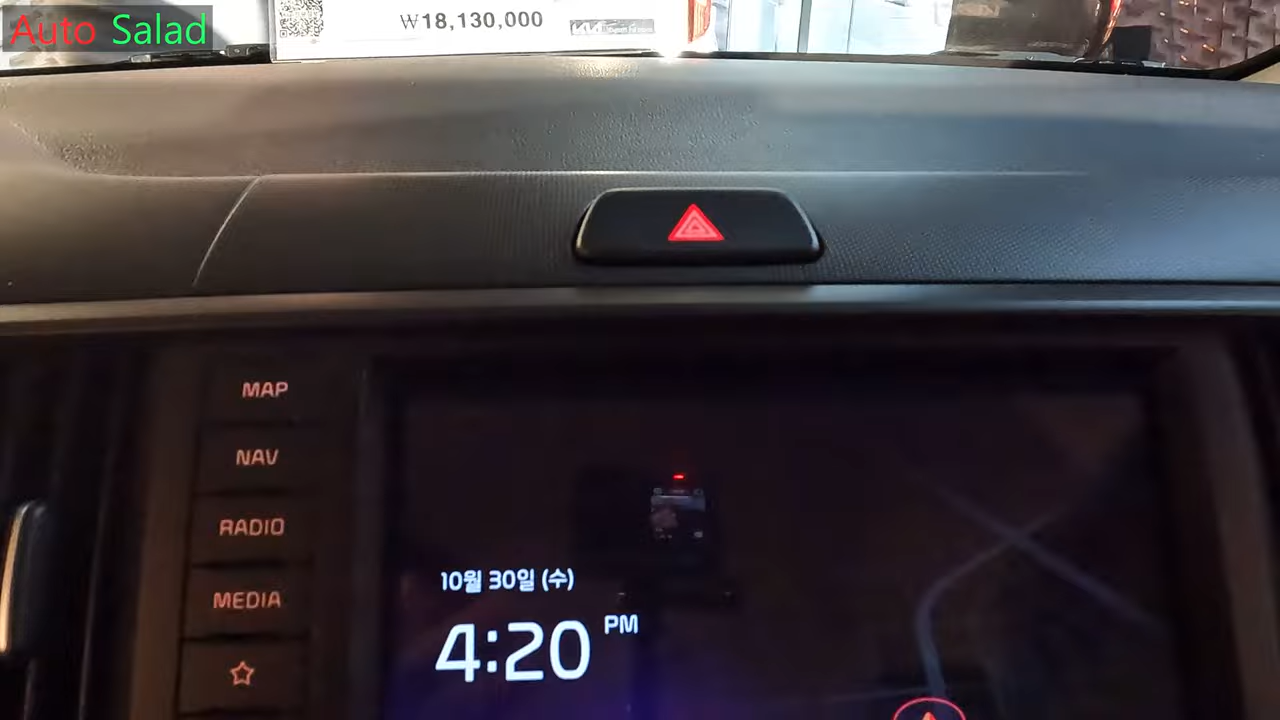 Auto Salad
₩18,130,000
MAP
NAV
RADIO
MEDIA
10월 30일 (수)
4:20 PM